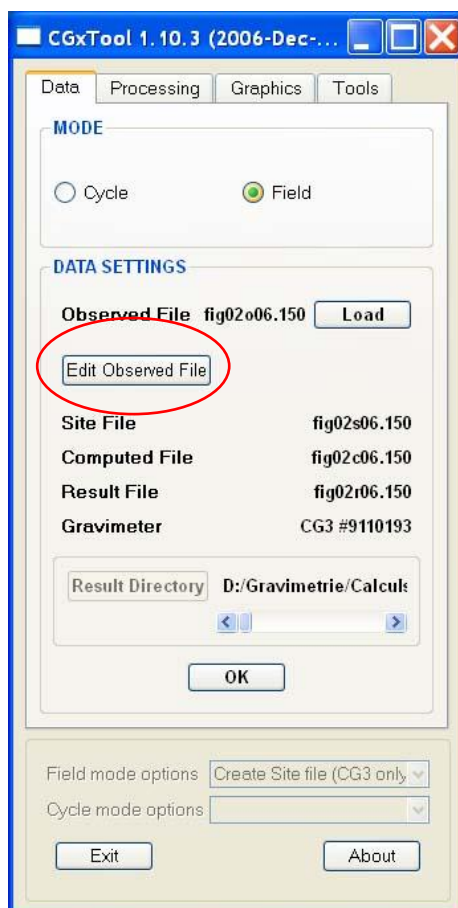 CGxTool 1.10.3 (2006-Dec-...
Data Processing Graphics Tools
MODE
Cycle Field
DATA SETTINGS
Observed File fig02o06.150 Load
Edit Observed File
Site File fig02s06.150
Computed File fig02c06.150
Result File fig02r06.150
Gravimeter CG3 #9110193
Result Directory D:/Gravimetrie/Calculs
OK
Field mode options Create Site file (CG3 only
Cycle mode options
Exit About